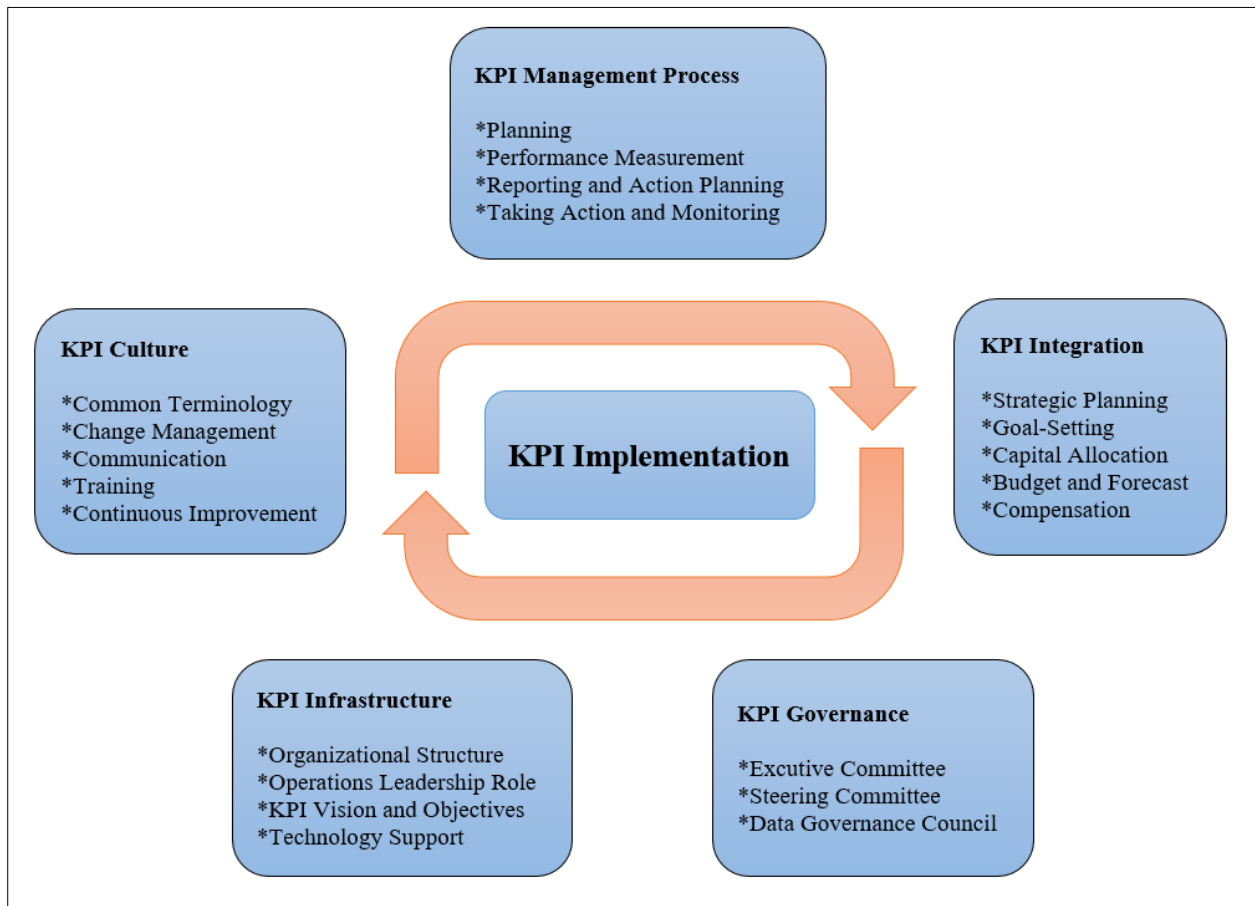 KPI Management Process
*Planning
*Performance Measurement
*Reporting and Action Planning
*Taking Action and Monitoring
KPI Culture
*Common Terminology
*Change Management
*Communication
*Training
*Continuous Improvement
KPI Implementation
KPI Integration
*Strategic Planning
*Goal-Setting
*Capital Allocation
*Budget and Forecast
*Compensation
KPI Infrastructure
*Organizational Structure
*Operations Leadership Role
*KPI Vision and Objectives
*Technology Support
KPI Governance
*Excutive Committee
*Steering Committee
*Data Governance Council